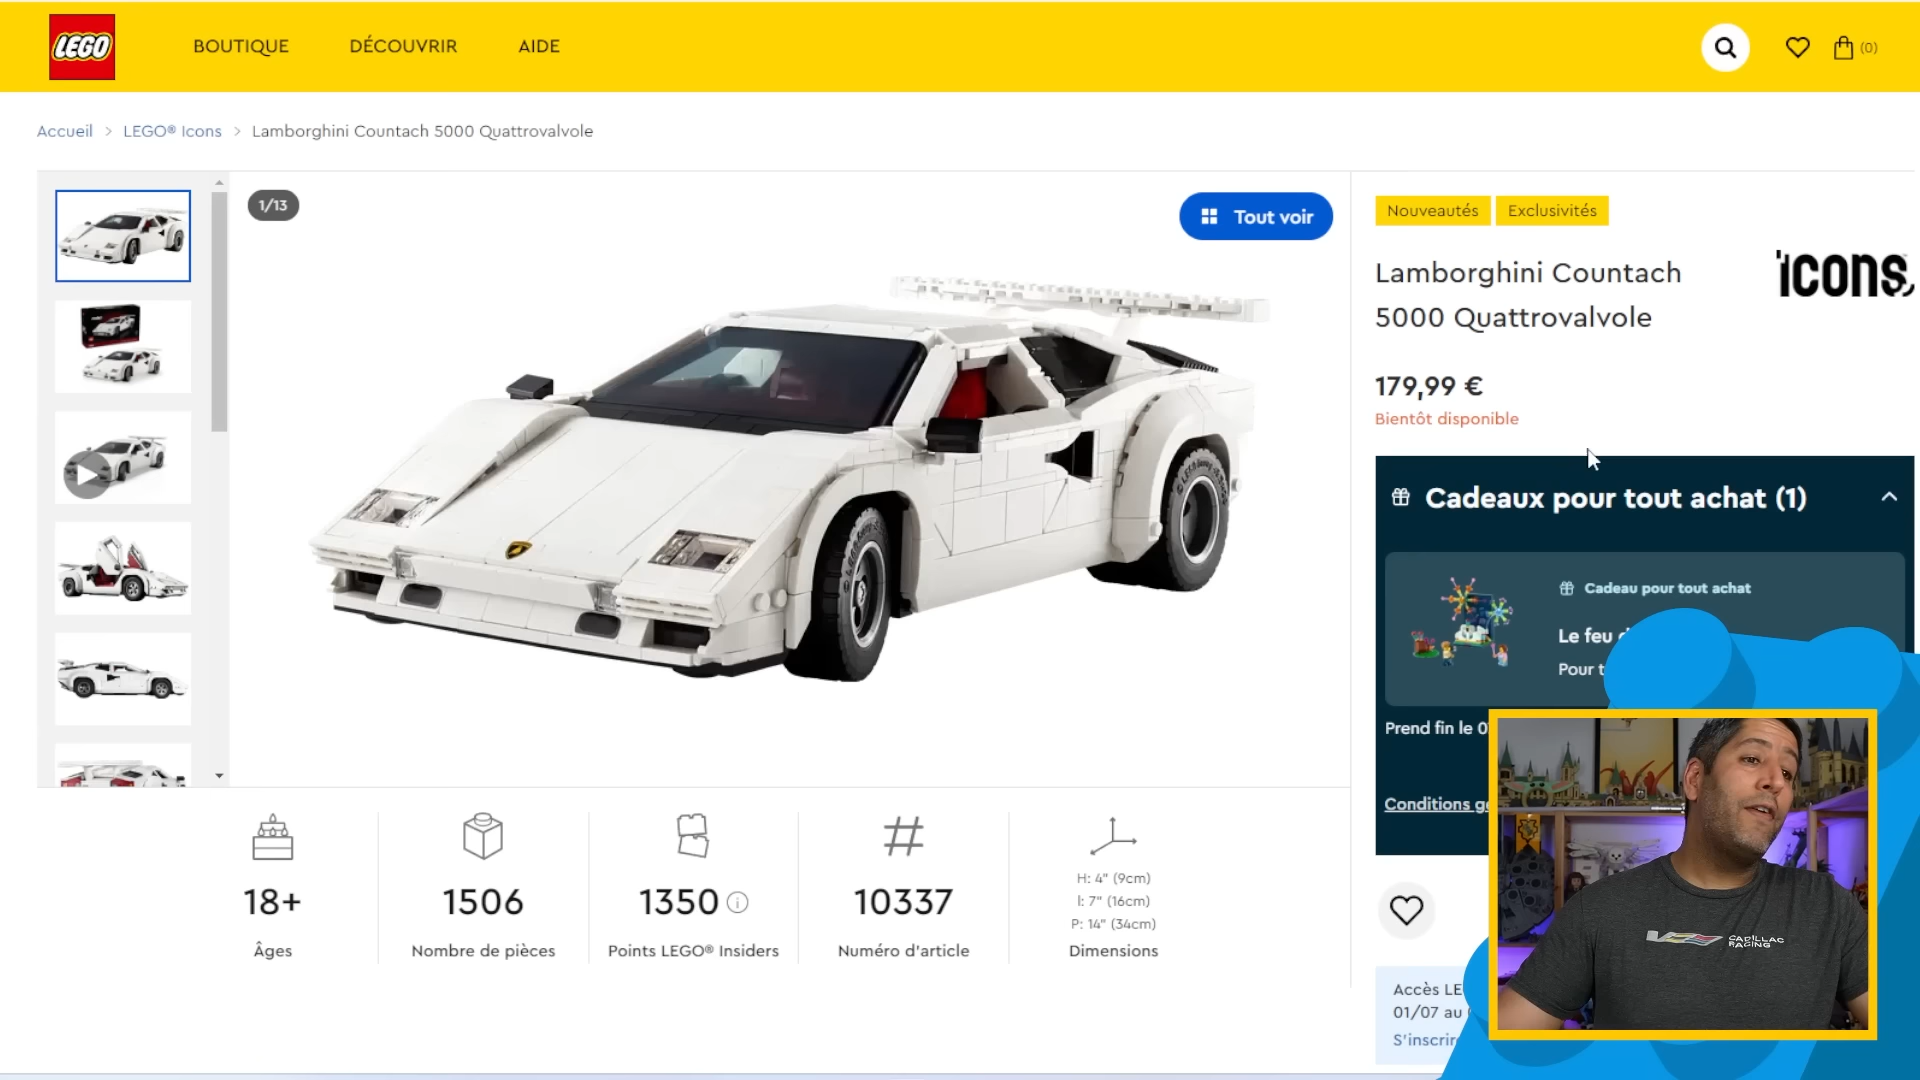 LEGO
BOUTIQUE
DÉCOUVRIR
AIDE
(0)
Accueil > LEGO® Icons > Lamborghini Countach 5000 Quattrovalvole
1/13
Tout voir
Nouveautés
Exclusivités
Lamborghini Countach
5000 Quattrovalvole
icons
179,99 €
Bientôt disponible
Cadeaux pour tout achat (1)
Cadeau pour tout achat
Le feu
Pour
Prend fin le
Conditions
18+
Âges
1506
Nombre de pièces
1350
Points LEGO® Insiders
#
10337
Numéro d'article
H: 4" (9cm)
l: 7" (16cm)
P: 14" (34cm)
Dimensions
Accès
01/07 au
CADILLAC
RACING